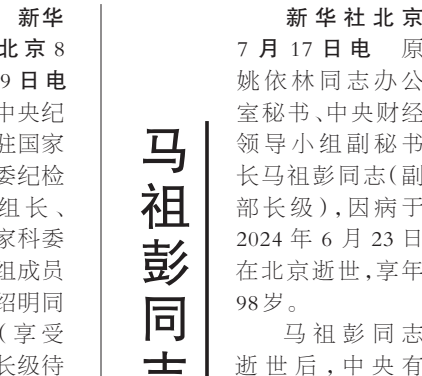 新华
北京8
9日电
中央纪
驻国家
委纪检
组长、
家科委
组成员
绍明同
（享受
长级待
马祖彭同
新华社北京
7月17日电 原
姚依林同志办公
室秘书、中央财经
领导小组副秘书
长马祖彭同志（副
部长级），因病于
2024年6月23日
在北京逝世，享年
98岁。
马祖彭同志
逝世后，中央有